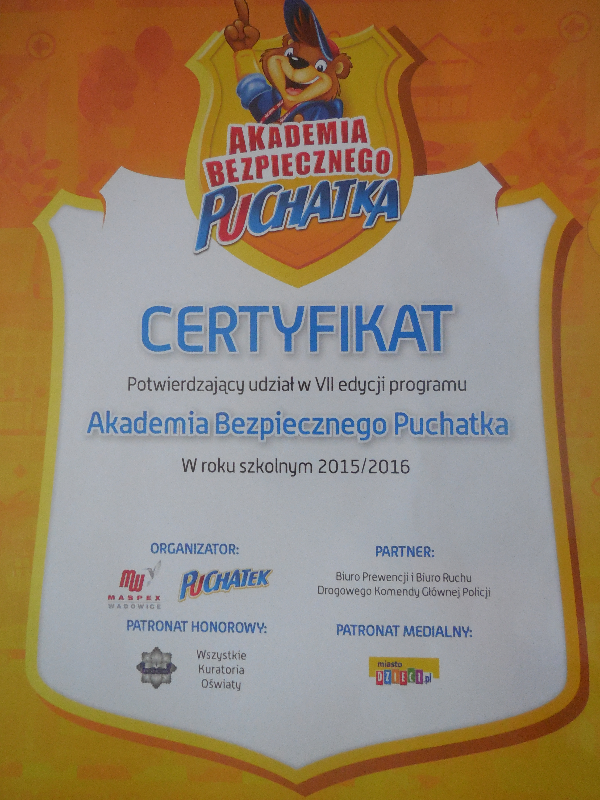 AKADEMIA
BEZPIECZNEGO
PUCHATKA
CERTYFIKAT
Potwierdzający udział w VII edycji programu
Akademia Bezpiecznego Puchatka
W roku szkolnym 2015/2016
ORGANIZATOR:
MW
MASPEX
WADOWICE
PUCHATEK
PARTNER:
Biuro Prewencji i Biuro Ruchu
Drogowego Komendy Głównej Policji
PATRONAT HONOROWY:
Wszystkie
Kuratoria
Oświaty
PATRONAT MEDIALNY:
miasto
DZIECI.pl